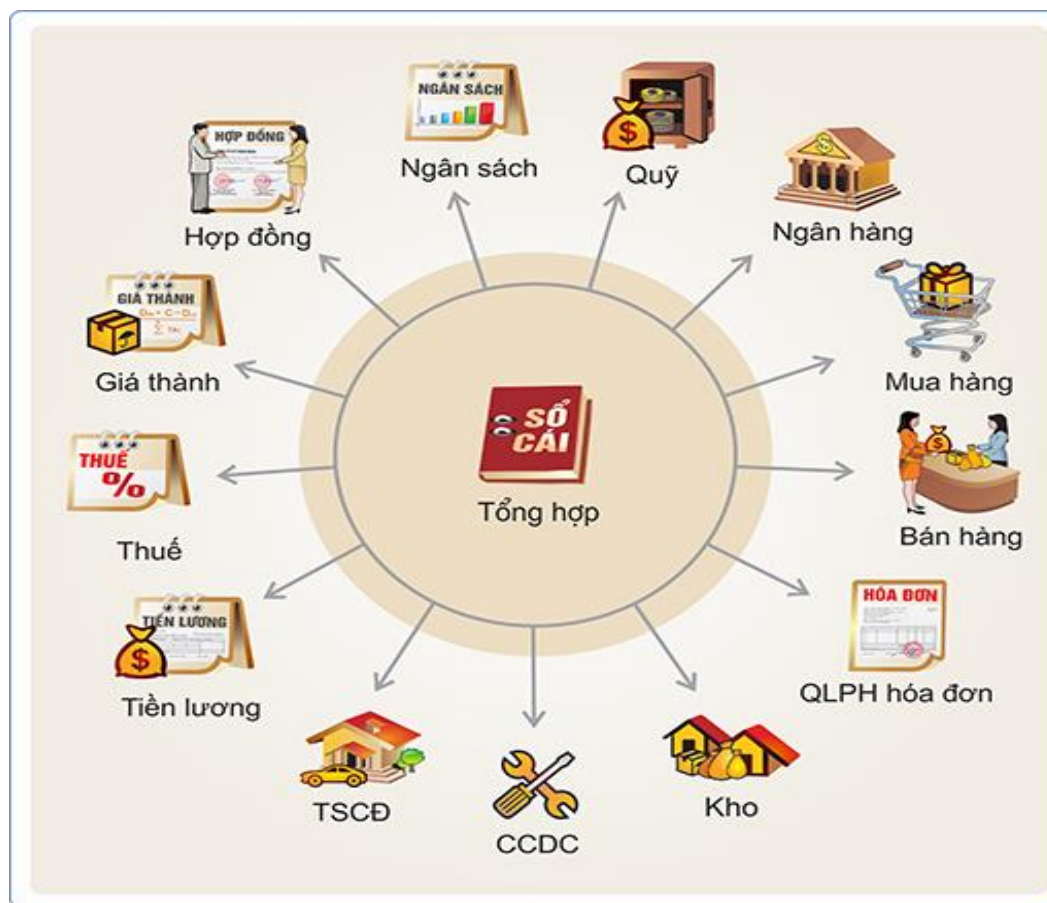 NGÂN SÁCH
Ngân sách
Quỹ
HỢP ĐỒNG
Hợp đồng
Ngân hàng
GIÁ THÀNH
Giá thành
Mua hàng
SỔ
CÁI
Tổng hợp
THUẾ
%
Thuế
Bán hàng
TIỀN LƯƠNG
$
Tiền lương
HÓA ĐƠN
QLPH hóa đơn
TSCĐ
CCDC
Kho